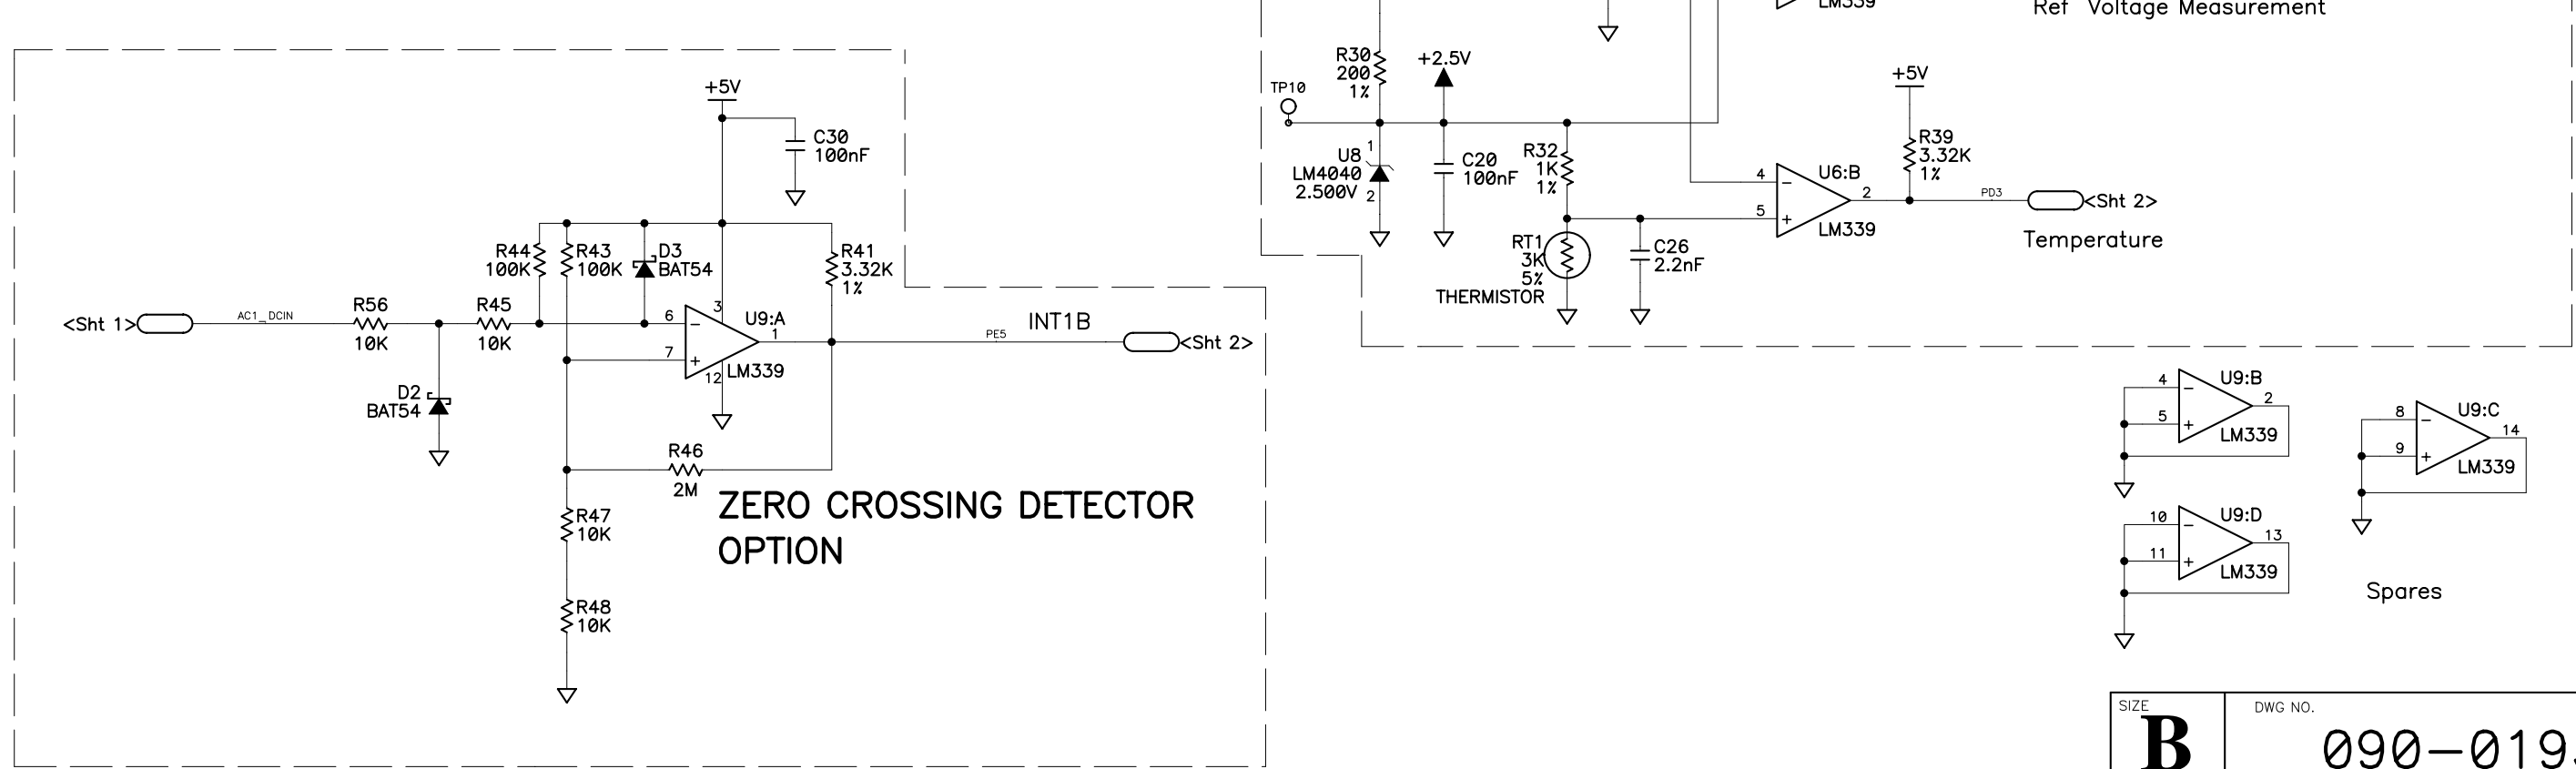 LM339
Ref Voltage Measurement
+5V
C30
100nF
R44
100K
R43
100K
D3
BAT54
R41
3.32K
1%
<Sht 1>
AC1_DCIN
R56
10K
R45
10K
D2
BAT54
6
7
3
12
1
U9:A
LM339
PE5
INT1B
<Sht 2>
R46
2M
R47
10K
R48
10K
ZERO CROSSING DETECTOR
OPTION
TP10
R30
200
1%
+2.5V
U8
LM4040
2.500V
1
2
C20
100nF
R32
1K
1%
RT1
3K
5%
THERMISTOR
C26
2.2nF
4
5
U6:B
2
LM339
+5V
R39
3.32K
1%
PD3
<Sht 2>
Temperature
U9:B
4
5
2
LM339
U9:C
8
9
14
LM339
U9:D
10
11
13
LM339
Spares
SIZE
B
DWG NO.
090-019